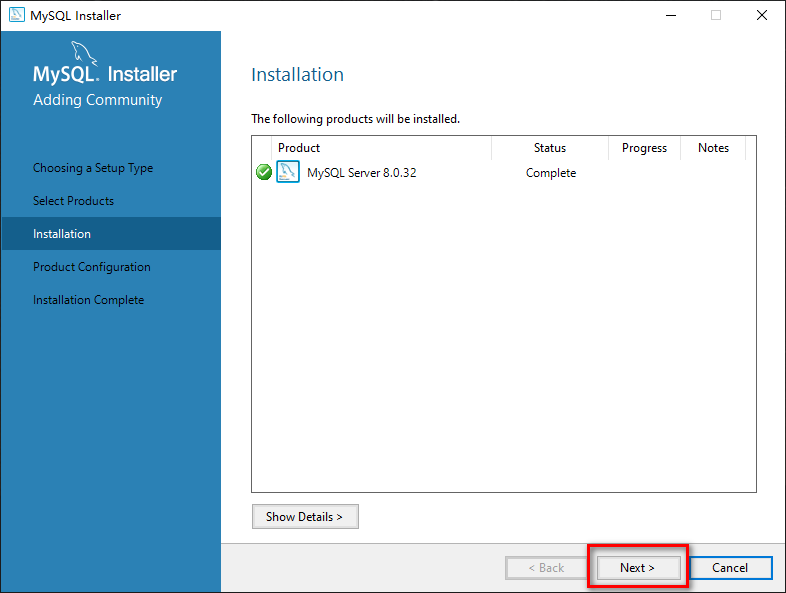 MySQL Installer
MySQL. Installer
Adding Community
Choosing a Setup Type
Select Products
Installation
Product Configuration
Installation Complete
Installation
The following products will be installed.
Product Status Progress Notes
MySQL Server 8.0.32 Complete
Show Details >
< Back Next > Cancel